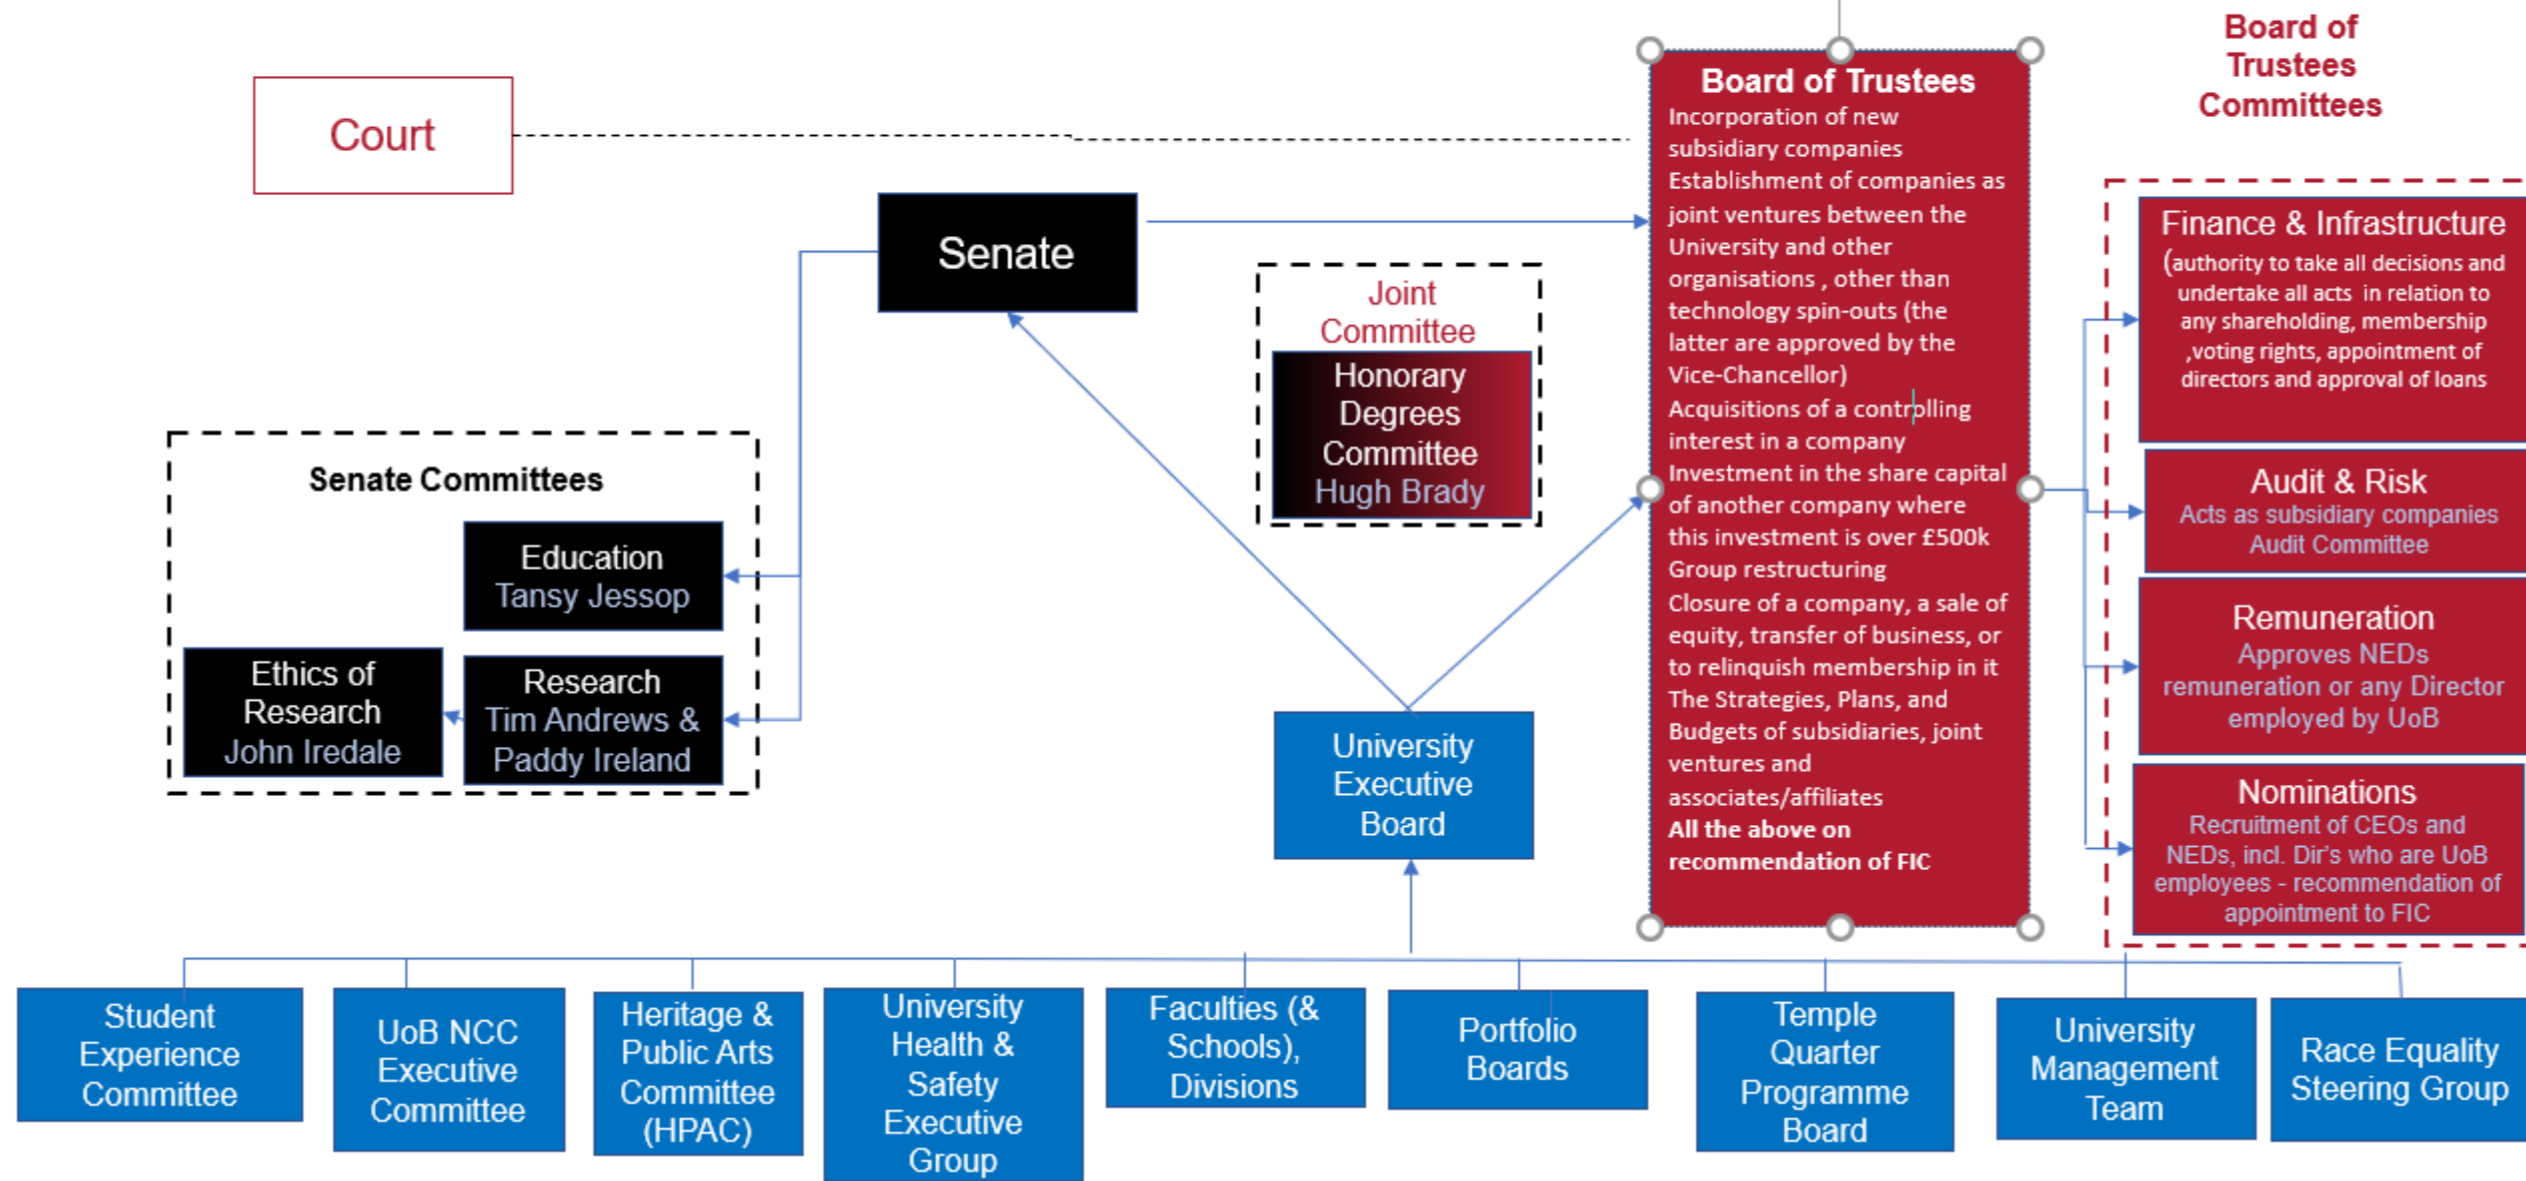 Court
Senate
Joint
Committee
Honorary
Degrees
Committee
Hugh Brady
Senate Committees
Education
Tansy Jessop
Ethics of
Research
John Iredale
Research
Tim Andrews &
Paddy Ireland
University
Executive
Board
Board of Trustees
Incorporation of new
subsidiary companies
Establishment of companies as
joint ventures between the
University and other
organisations , other than
technology spin-outs (the
latter are approved by the
Vice-Chancellor)
Acquisitions of a controlling
interest in a company
Investment in the share capital
of another company where
this investment is over £500k
Group restructuring
Closure of a company, a sale of
equity, transfer of business, or
to relinquish membership in it
The Strategies, Plans, and
Budgets of subsidiaries, joint
ventures and
associates/affiliates
All the above on
recommendation of FIC
Board of
Trustees
Committees
Finance & Infrastructure
(authority to take all decisions and
undertake all acts in relation to
any shareholding, membership
,voting rights, appointment of
directors and approval of loans
Audit & Risk
Acts as subsidiary companies
Audit Committee
Remuneration
Approves NEDs
remuneration or any Director
employed by UoB
Nominations
Recruitment of CEOs and
NEDs, incl. Dir's who are UoB
employees - recommendation of
appointment to FIC
Student
Experience
Committee
UoB NCC
Executive
Committee
Heritage &
Public Arts
Committee
(HPAC)
University
Health &
Safety
Executive
Group
Faculties (&
Schools),
Divisions
Portfolio
Boards
Temple
Quarter
Programme
Board
University
Management
Team
Race Equality
Steering Group